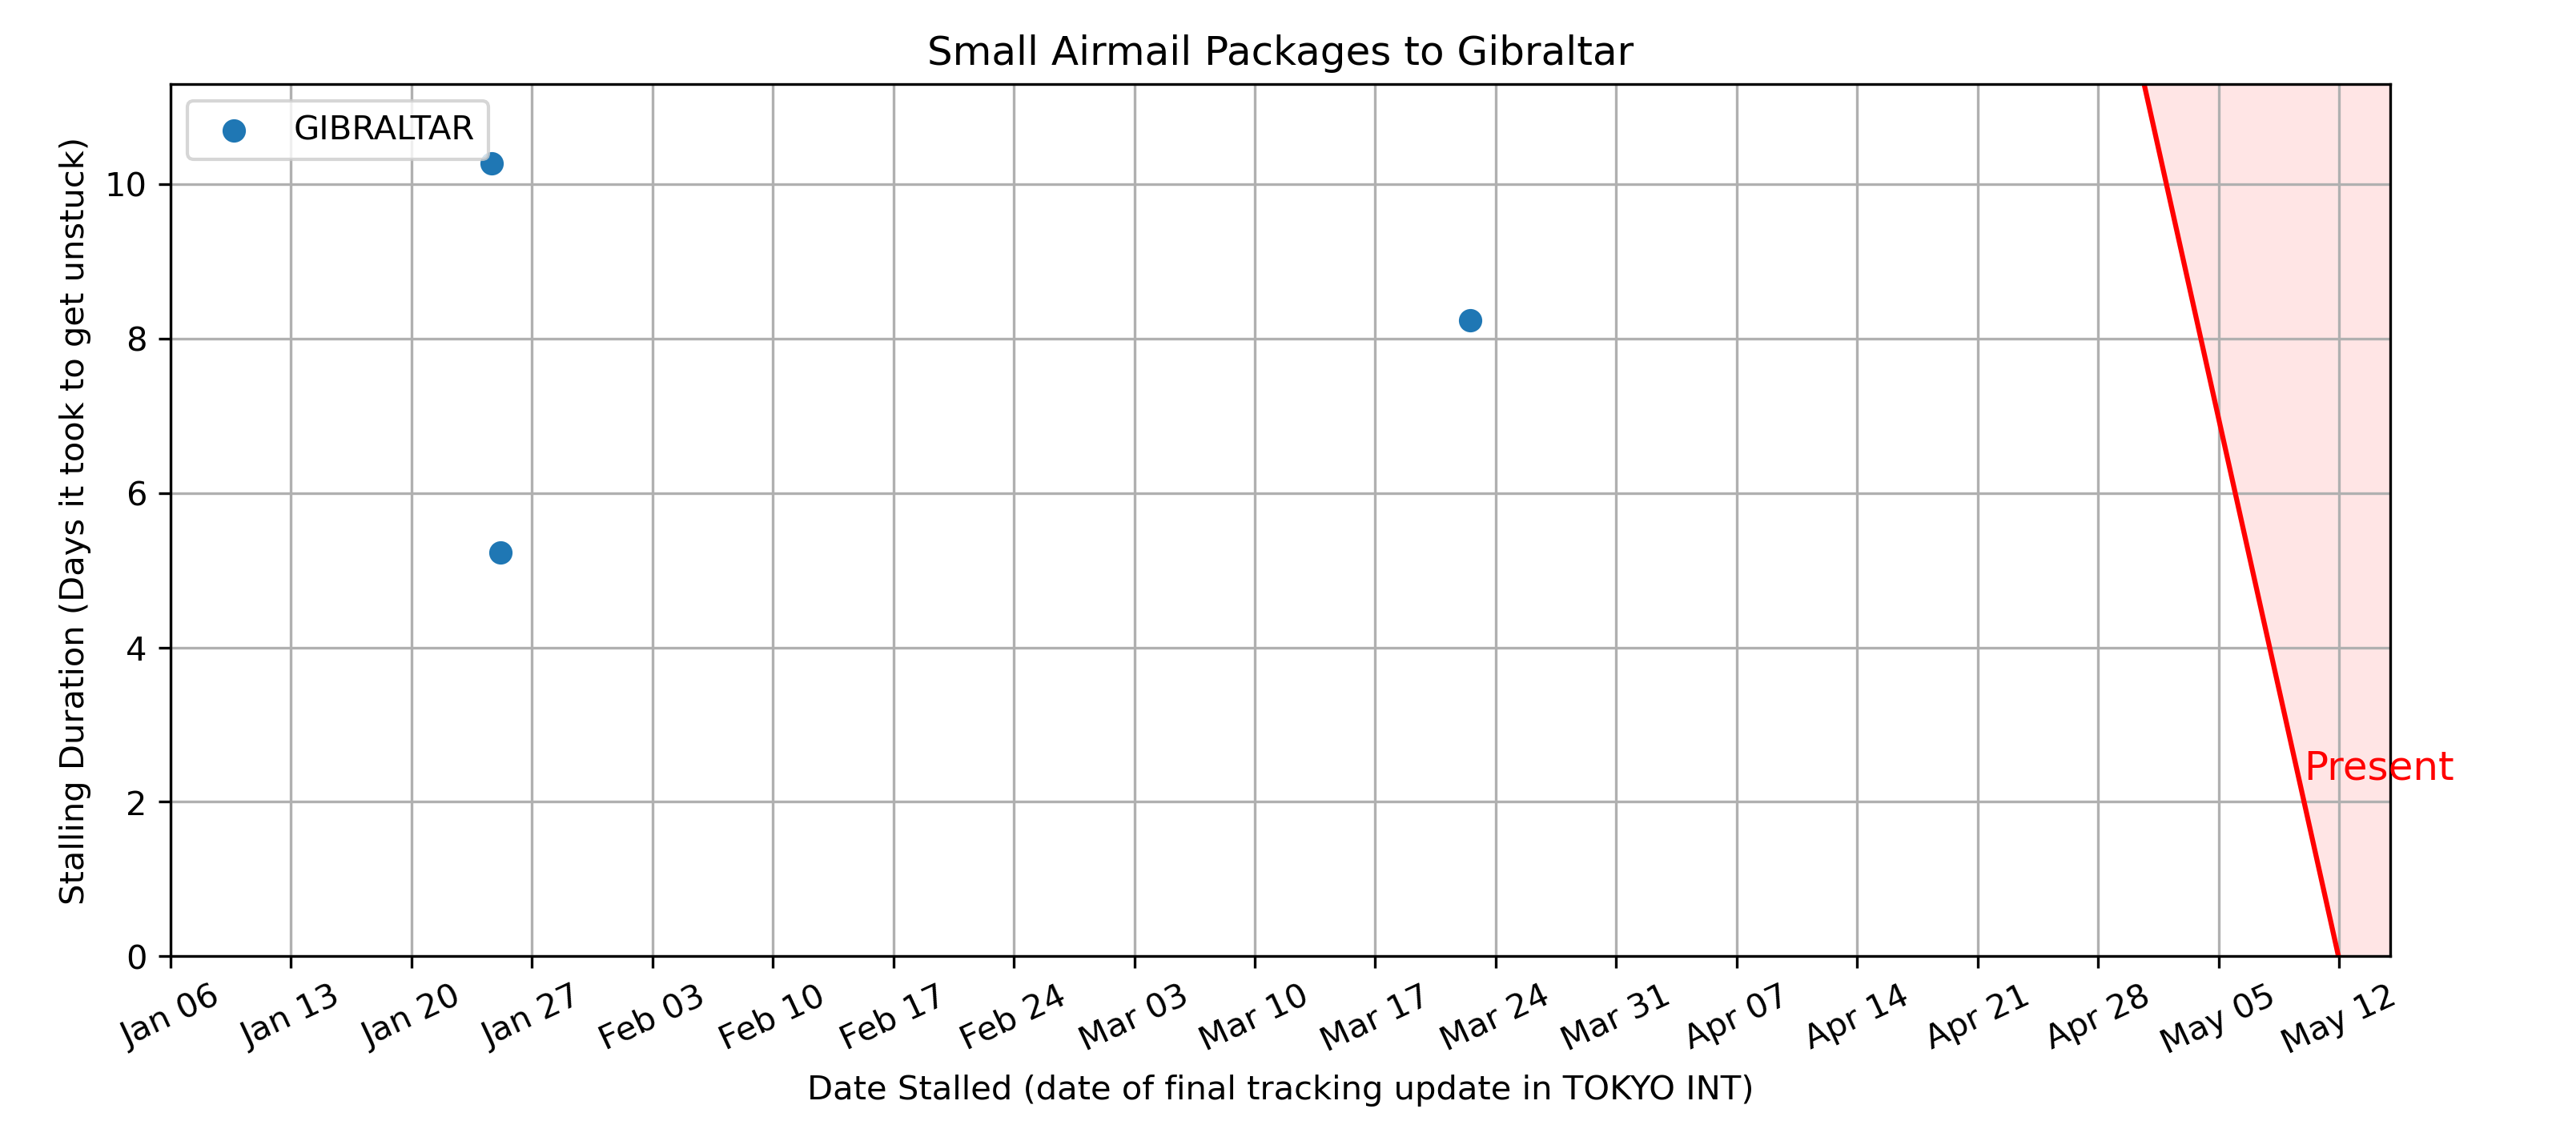 Small Airmail Packages to Gibraltar
GIBRALTAR
Stalling Duration (Days it took to get unstuck)
10
8
6
4
2
0
Present
Jan 06
Jan 13
Jan 20
Jan 27
Feb 03
Feb 10
Feb 17
Feb 24
Mar 03
Mar 10
Mar 17
Mar 24
Mar 31
Apr 07
Apr 14
Apr 21
Apr 28
May 05
May 12
Date Stalled (date of final tracking update in TOKYO INT)